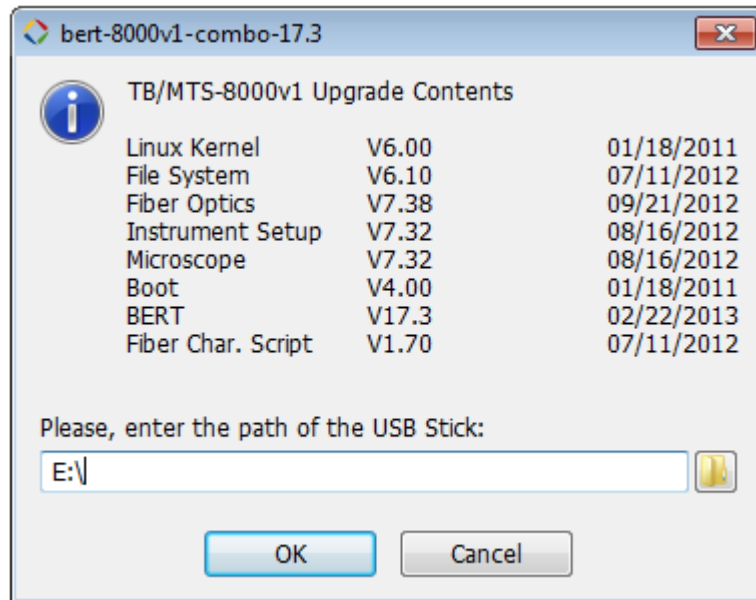 bert-8000v1-combo-17.3
TB/MTS-8000v1 Upgrade Contents
Linux Kernel V6.00 01/18/2011
File System V6.10 07/11/2012
Fiber Optics V7.38 09/21/2012
Instrument Setup V7.32 08/16/2012
Microscope V7.32 08/16/2012
Boot V4.00 01/18/2011
BERT V17.3 02/22/2013
Fiber Char. Script V1.70 07/11/2012
Please, enter the path of the USB Stick:
E:\
OK Cancel